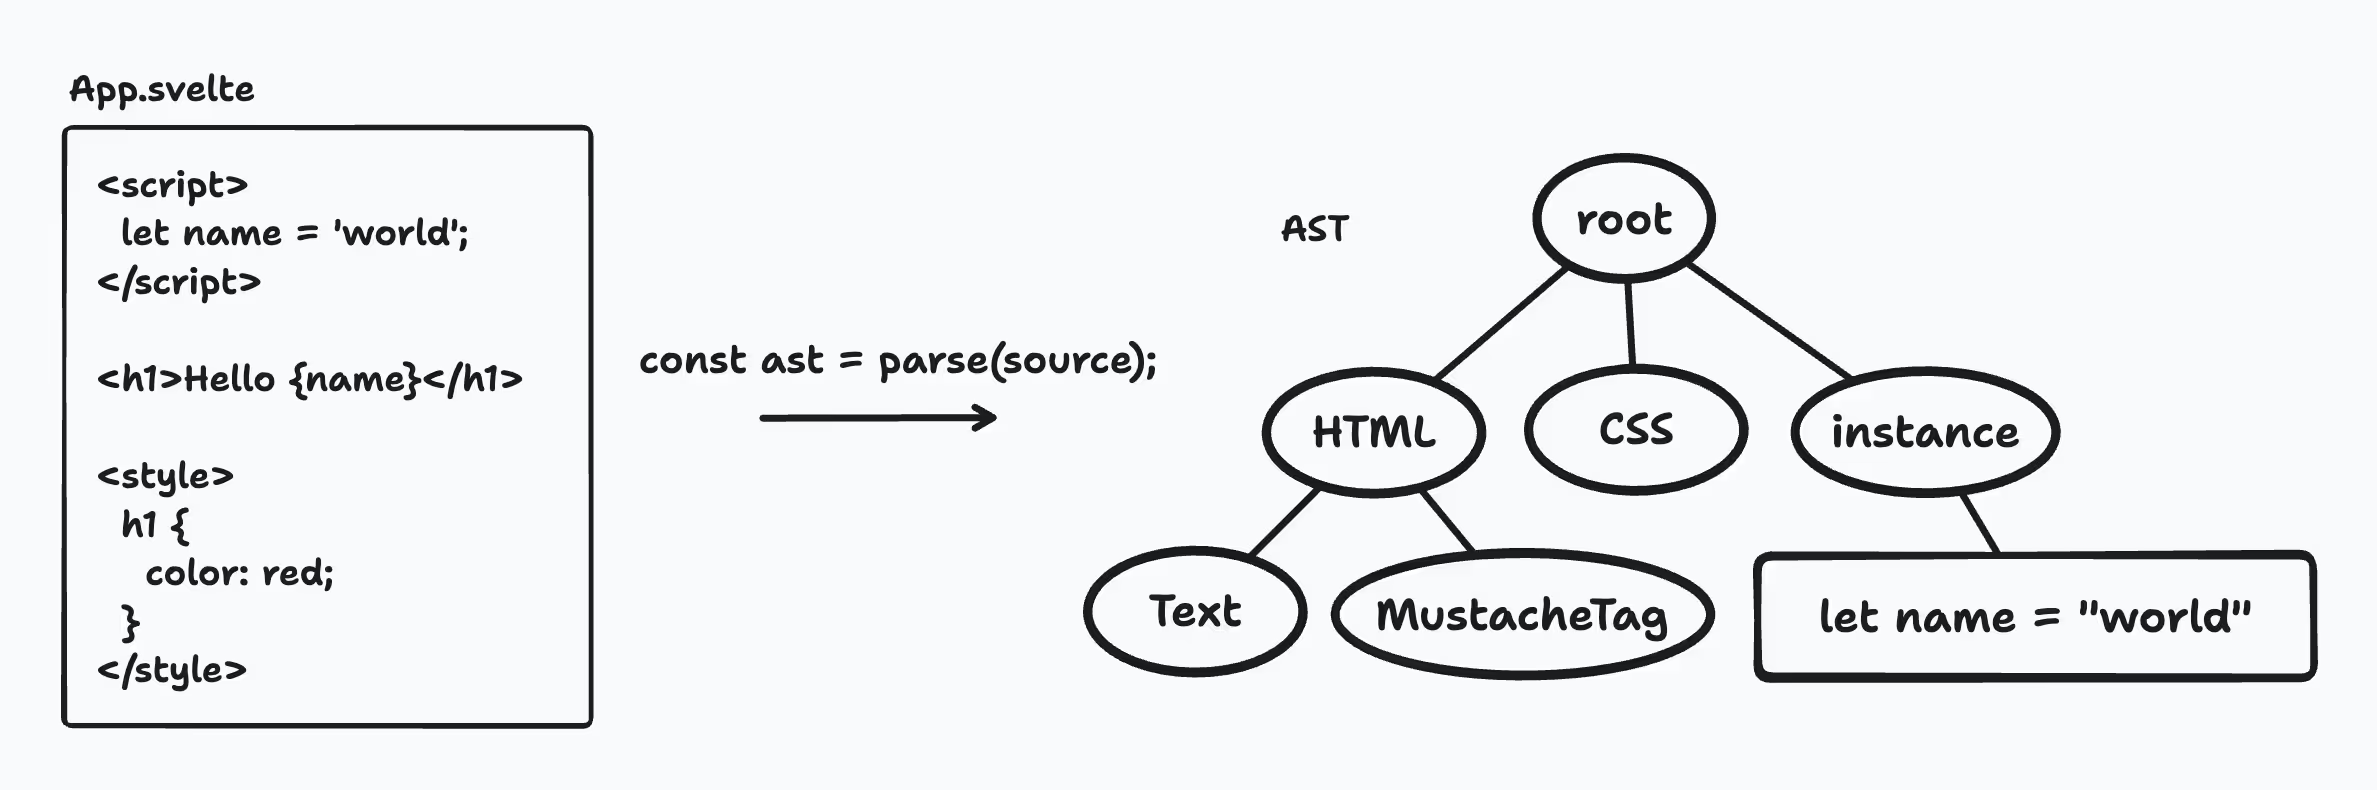 App.svelte
<script>
let name = 'world';
</script>
<h1>Hello {name}</h1>
<style>
h1 {
color: red;
}
</style>
const ast = parse(source);
AST
root
HTML
CSS
instance
Text
MustacheTag
let name = "world"